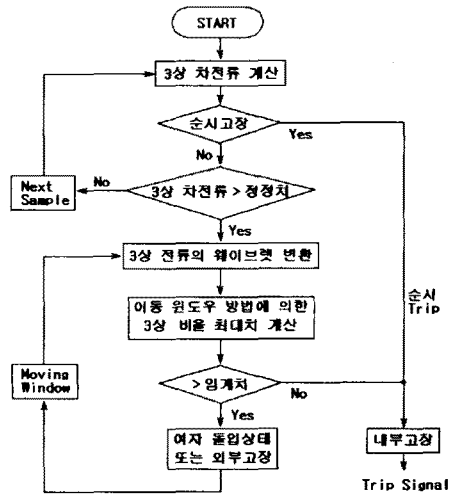 START
3상 차전류 계산
순시고장
Yes
No
3상 차전류 > 정정치
No
Next
Sample
Yes
3상 전류의 웨이브렛 변환
이동 윈도우 방법에 의한
3상 비율 최대치 계산
순시
Trip
Moving
Window
> 임계치
No
Yes
여자 돌입상태
또는 외부고장
내부고장
Trip Signal